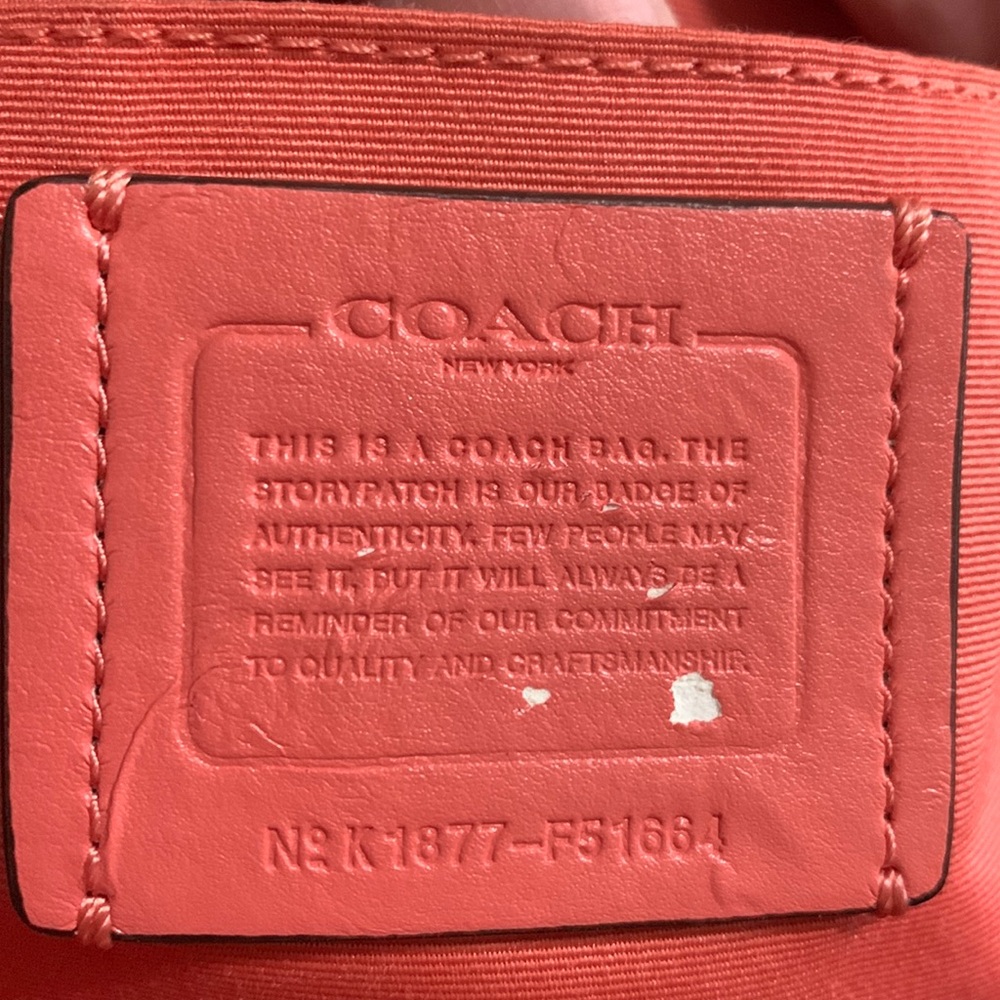 COACH
NEW YORK
THIS IS A COACH BAG. THE
STORYPATCH IS OUR BADGE OF
AUTHENTICITY. FEW PEOPLE MAY
SEE IT, BUT IT WILL ALWAYS BE A
REMINDER OF OUR COMMITMENT
TO QUALITY AND CRAFTSMANSHIP.
Nº K1877-F51664